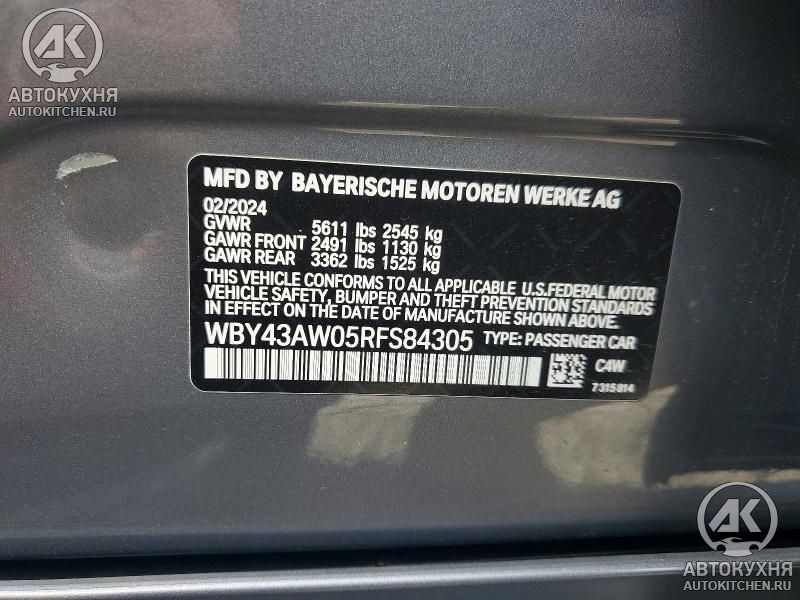 АК
АВТОКУХНЯ
AUTOKITCHEN.RU
MFD BY BAYERISCHE MOTOREN WERKE AG
02/2024
GVWR 5611 lbs 2545 kg
GAWR FRONT 2491 lbs 1130 kg
GAWR REAR 3362 lbs 1525 kg
THIS VEHICLE CONFORMS TO ALL APPLICABLE U.S.FEDERAL MOTOR
VEHICLE SAFETY, BUMPER AND THEFT PREVENTION STANDARDS
IN EFFECT ON THE DATE OF MANUFACTURE SHOWN ABOVE.
WBY43AW05RFS84305 TYPE: PASSENGER CAR
C4W
7315814
АК
АВТОКУХНЯ
AUTOKITCHEN.RU